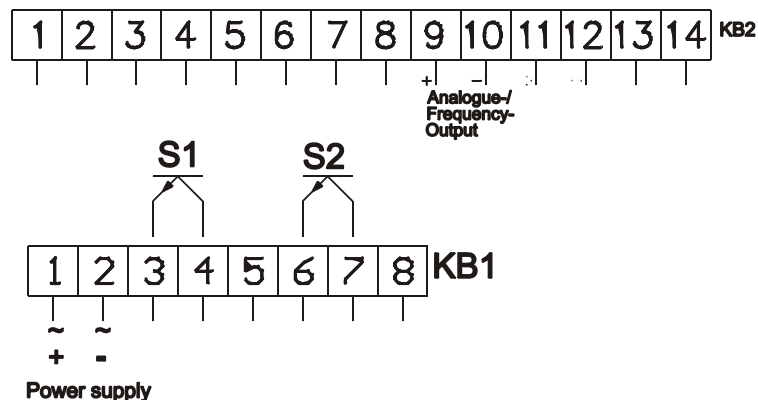 1 2 3 4 5 6 7 8 9 10 11 12 13 14 KB2
+ -
Analogue-/
Frequency-
Output
S1 S2
1 2 3 4 5 6 7 8 KB1
~ ~
+ -
Power supply